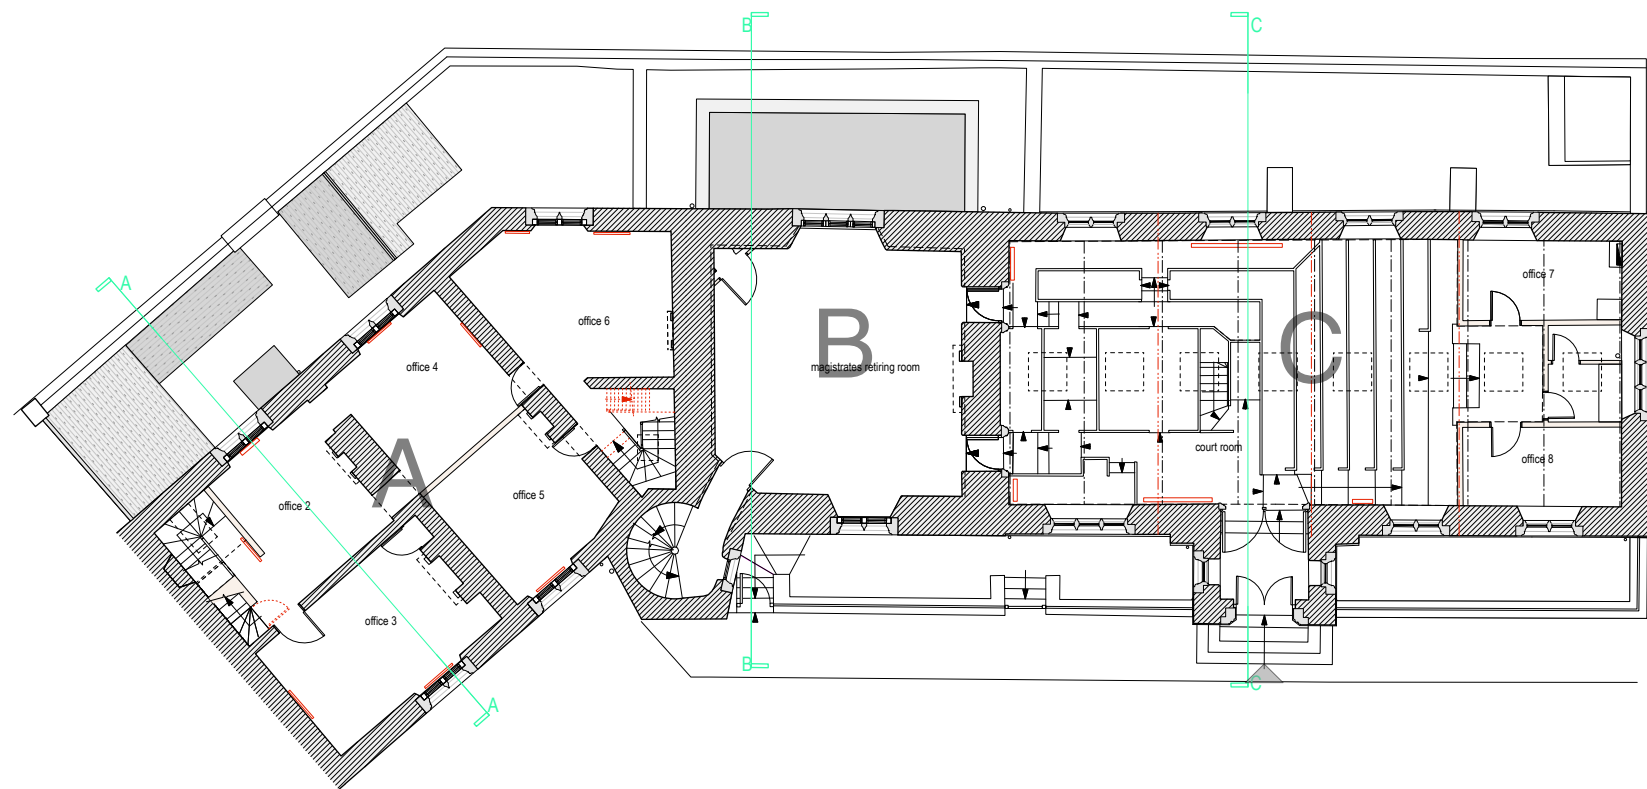 B
C
A
office 7
office 6
B
C
office 4
magistrates retiring room
court room
office 8
A
office 5
office 2
office 3
B
C
A